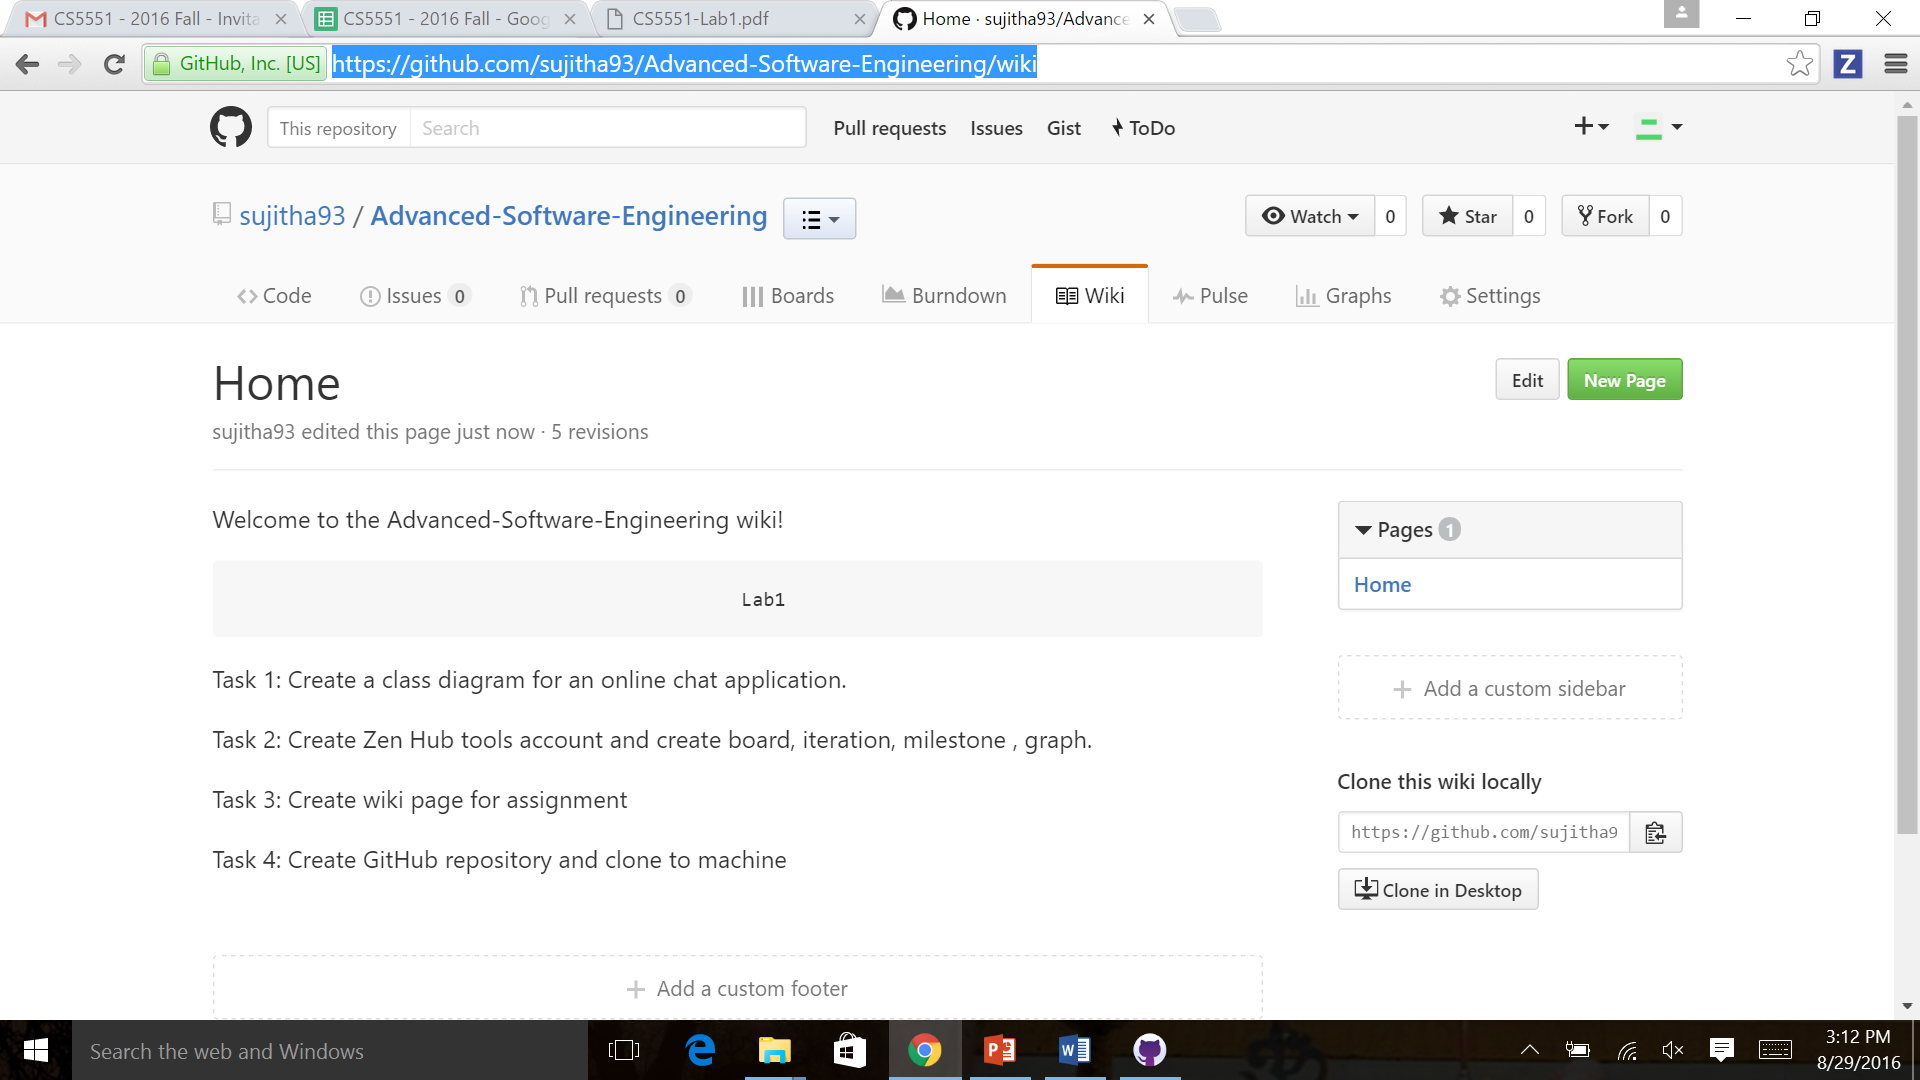 CS5551 - 2016 Fall - Invita
CS5551 - 2016 Fall - Goog
CS5551-Lab1.pdf
Home · sujitha93/Advance
GitHub, Inc. [US] https://github.com/sujitha93/Advanced-Software-Engineering/wiki
Z
This repository Search Pull requests Issues Gist ToDo
sujitha93 / Advanced-Software-Engineering
Watch 0 Star 0 Fork 0
Code Issues 0 Pull requests 0 Boards Burndown Wiki Pulse Graphs Settings
Home
Edit New Page
sujitha93 edited this page just now · 5 revisions
Welcome to the Advanced-Software-Engineering wiki!
Lab1
Task 1: Create a class diagram for an online chat application.
Task 2: Create Zen Hub tools account and create board, iteration, milestone , graph.
Task 3: Create wiki page for assignment
Task 4: Create GitHub repository and clone to machine
+ Add a custom footer
Pages 1
Home
+ Add a custom sidebar
Clone this wiki locally
https://github.com/sujitha9
Clone in Desktop
Search the web and Windows
3:12 PM
8/29/2016